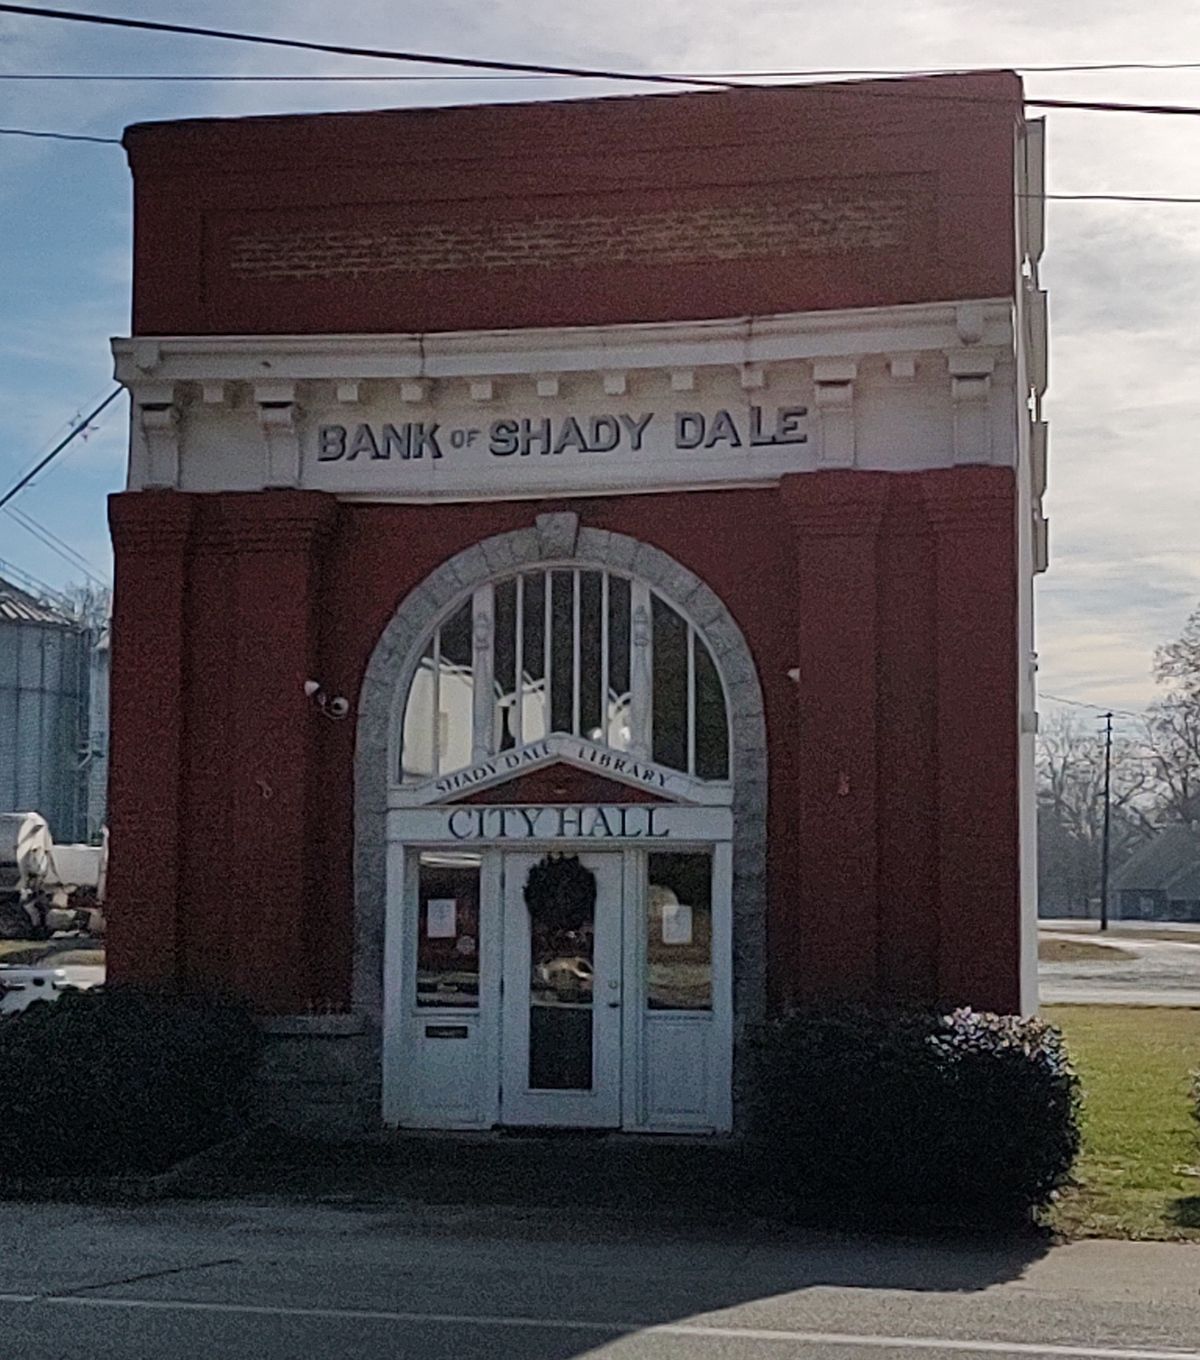 BANK OF SHADY DALE
SHADY DALE LIBRARY
CITY HALL